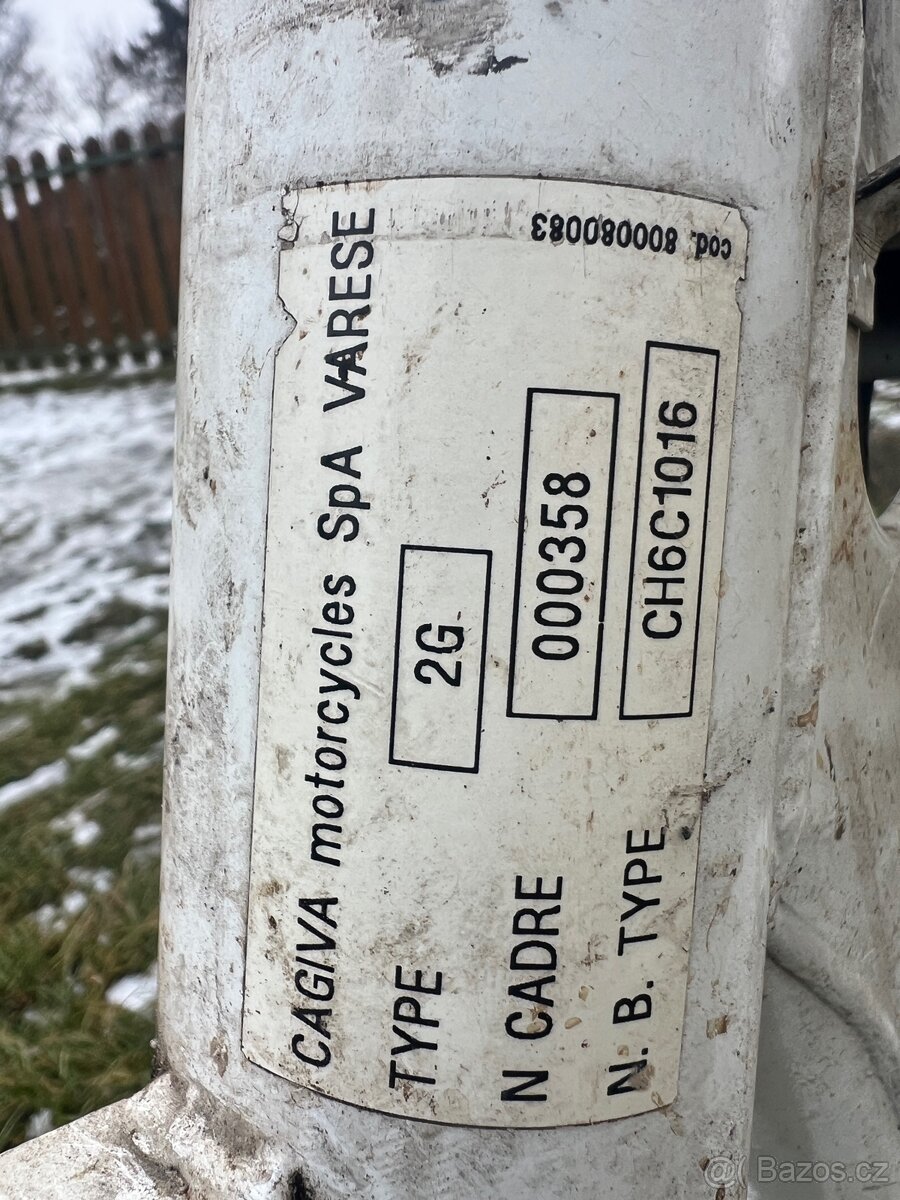 CAGIVA motorcycles SpA VARESE
TYPE 2G
N CADRE 000358
N. B. TYPE CH6C1016
cod. 800080083
Bazos.cz